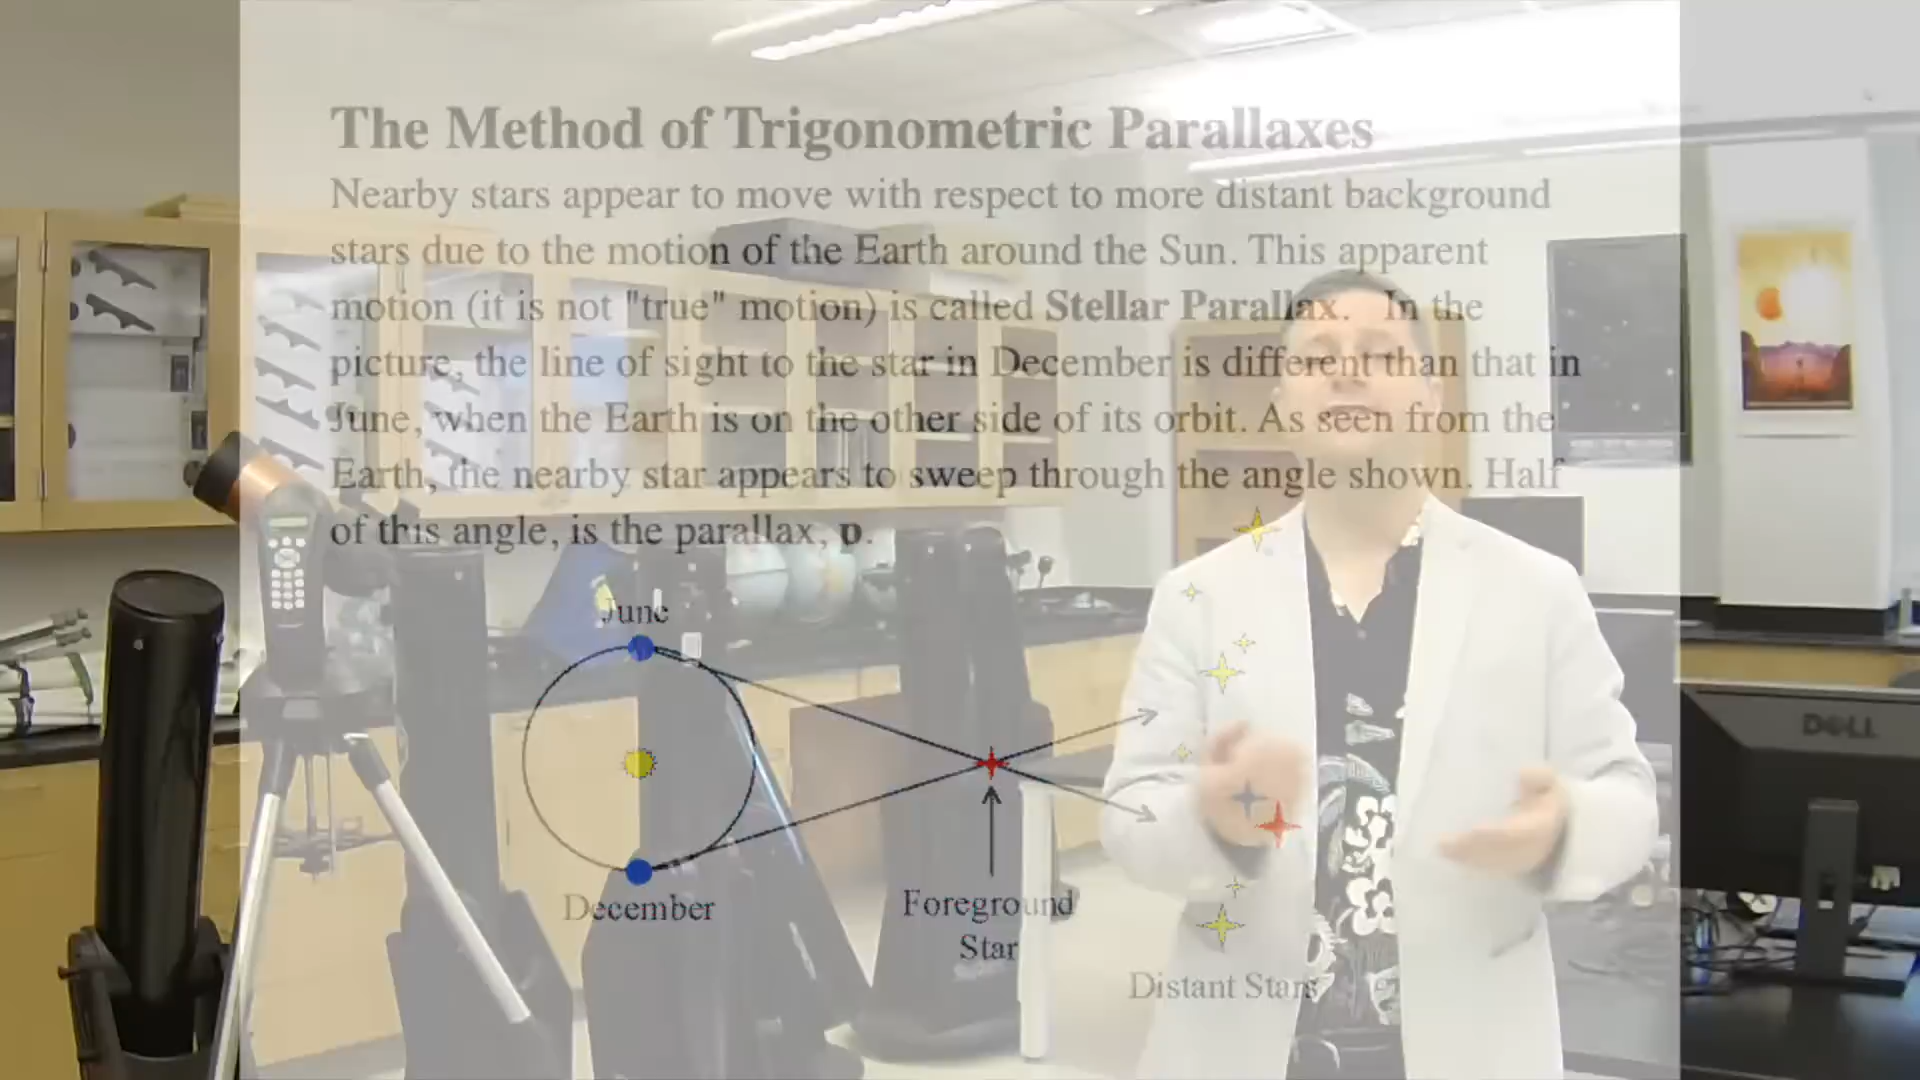 The Method of Trigonometric Parallaxes
Nearby stars appear to move with respect to more distant background
stars due to the motion of the Earth around the Sun. This apparent
motion (it is not "true" motion) is called Stellar Parallax. In the
picture, the line of sight to the star in December is different than that in
June, when the Earth is on the other side of its orbit. As seen from the
Earth, the nearby star appears to sweep through the angle shown. Half
of this angle, is the parallax, p.
June
December
Foreground
Star
Distant Stars
DELL